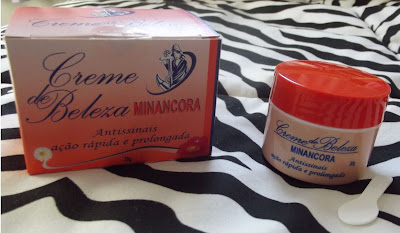 Creme
de Beleza
MINANCORA
Antissinais
ação rápida e prolongada
Creme de Beleza
MINANCORA
Antissinais
ação rápida e prolongada